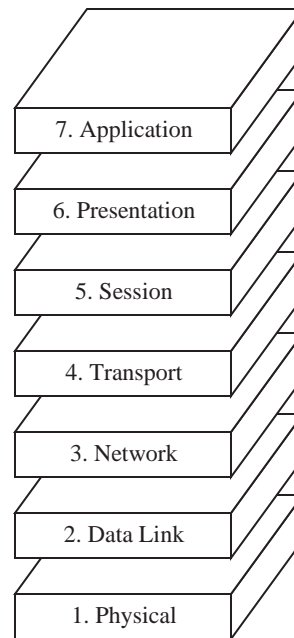 7. Application
6. Presentation
5. Session
4. Transport
3. Network
2. Data Link
1. Physical